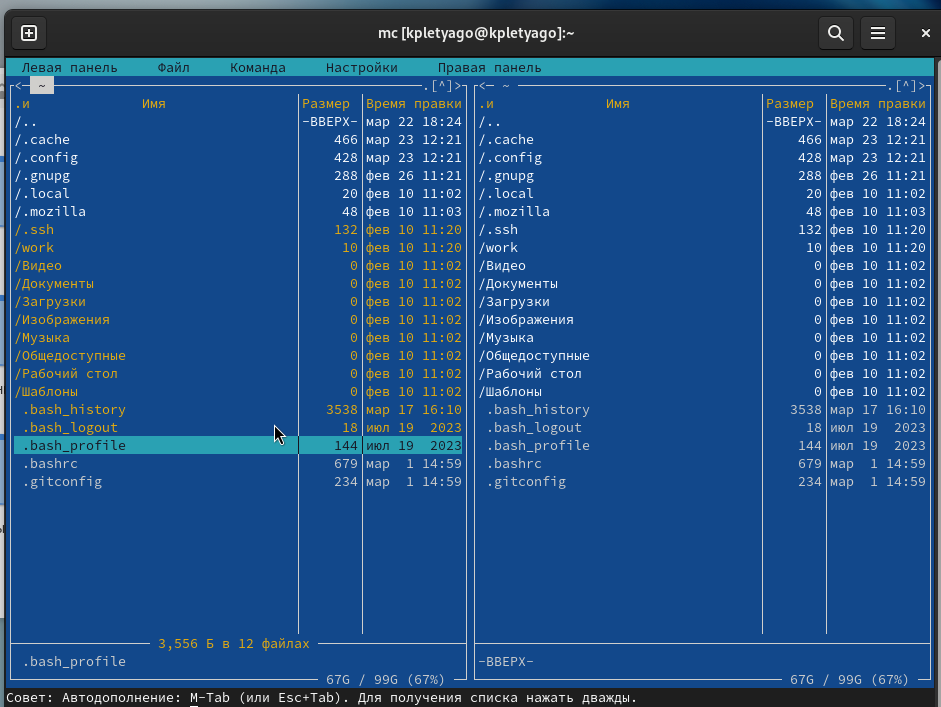 mc [kpletyago@kpletyago]:~
Левая панель Файл Команда Настройки Правая панель
<─ ~ .[^]> <─ ~ .[^]>
.и Имя Размер Время правки .и Имя Размер Время правки
/.. -ВВЕРХ- мар 22 18:24 /.. -ВВЕРХ- мар 22 18:24
/.cache 466 мар 23 12:21 /.cache 466 мар 23 12:21
/.config 428 мар 23 12:21 /.config 428 мар 23 12:21
/.gnupg 288 фев 26 11:21 /.gnupg 288 фев 26 11:21
/.local 20 фев 10 11:02 /.local 20 фев 10 11:02
/.mozilla 48 фев 10 11:03 /.mozilla 48 фев 10 11:03
/.ssh 132 фев 10 11:20 /.ssh 132 фев 10 11:20
/work 10 фев 10 11:20 /work 10 фев 10 11:20
/Видео 0 фев 10 11:02 /Видео 0 фев 10 11:02
/Документы 0 фев 10 11:02 /Документы 0 фев 10 11:02
/Загрузки 0 фев 10 11:02 /Загрузки 0 фев 10 11:02
/Изображения 0 фев 10 11:02 /Изображения 0 фев 10 11:02
/Музыка 0 фев 10 11:02 /Музыка 0 фев 10 11:02
/Общедоступные 0 фев 10 11:02 /Общедоступные 0 фев 10 11:02
/Рабочий стол 0 фев 10 11:02 /Рабочий стол 0 фев 10 11:02
/Шаблоны 0 фев 10 11:02 /Шаблоны 0 фев 10 11:02
.bash_history 3538 мар 17 16:10 .bash_history 3538 мар 17 16:10
.bash_logout 18 июл 19 2023 .bash_logout 18 июл 19 2023
.bash_profile 144 июл 19 2023 .bash_profile 144 июл 19 2023
.bashrc 679 мар 1 14:59 .bashrc 679 мар 1 14:59
.gitconfig 234 мар 1 14:59 .gitconfig 234 мар 1 14:59
3,556 Б в 12 файлах
.bash_profile -ВВЕРХ-
67G / 99G (67%) 67G / 99G (67%)
Совет: Автодополнение: M-Tab (или Esc+Tab). Для получения списка нажать дважды.